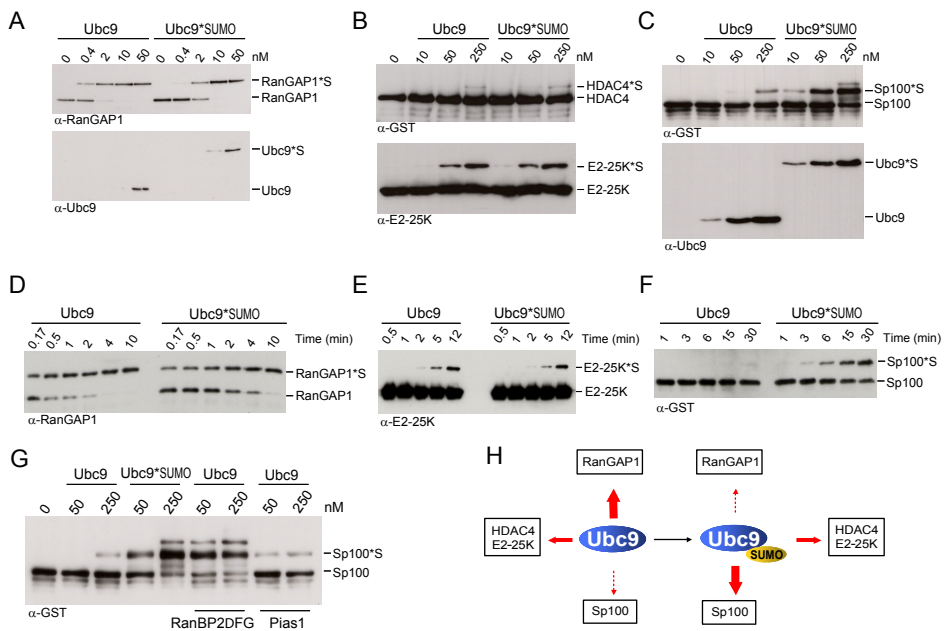 A
Ubc9 Ubc9*SUMO
0 0.4 2 10 50 0 0.4 2 10 50 nM
RanGAP1*S
RanGAP1
α-RanGAP1
Ubc9*S
Ubc9
α-Ubc9
B
Ubc9 Ubc9*SUMO
0 10 50 250 10 50 250 nM
HDAC4*S
HDAC4
α-GST
E2-25K*S
E2-25K
α-E2-25K
C
Ubc9 Ubc9*SUMO
0 10 50 250 10 50 250 nM
Sp100*S
Sp100
α-GST
Ubc9*S
Ubc9
α-Ubc9
D
Ubc9 Ubc9*SUMO
0.17 0.5 1 2 4 10 0.17 0.5 1 2 4 10 Time (min)
RanGAP1*S
RanGAP1
α-RanGAP1
E
Ubc9 Ubc9*SUMO
0.5 1 2 5 12 0.5 1 2 5 12 Time (min)
E2-25K*S
E2-25K
α-E2-25K
F
Ubc9 Ubc9*SUMO
1 3 6 15 30 1 3 6 15 30 Time (min)
Sp100*S
Sp100
α-GST
G
Ubc9 Ubc9*SUMO Ubc9 Ubc9
0 50 250 50 250 50 250 50 250 nM
Sp100*S
Sp100
α-GST
RanBP2DFG Pias1
H
RanGAP1 RanGAP1
HDAC4
E2-25K
Ubc9
Ubc9
SUMO
HDAC4
E2-25K
Sp100 Sp100